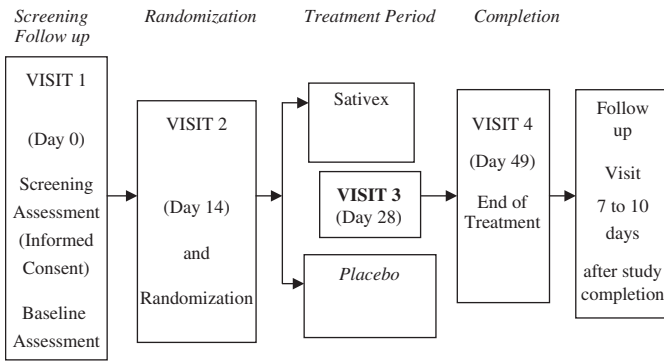 Screening
Follow up
Randomization
Treatment Period
Completion
VISIT 1
(Day 0)
Screening
Assessment
(Informed
Consent)
Baseline
Assessment
VISIT 2
(Day 14)
and
Randomization
Sativex
VISIT 3
(Day 28)
Placebo
VISIT 4
(Day 49)
End of
Treatment
Follow
up
Visit
7 to 10
days
after study
completion